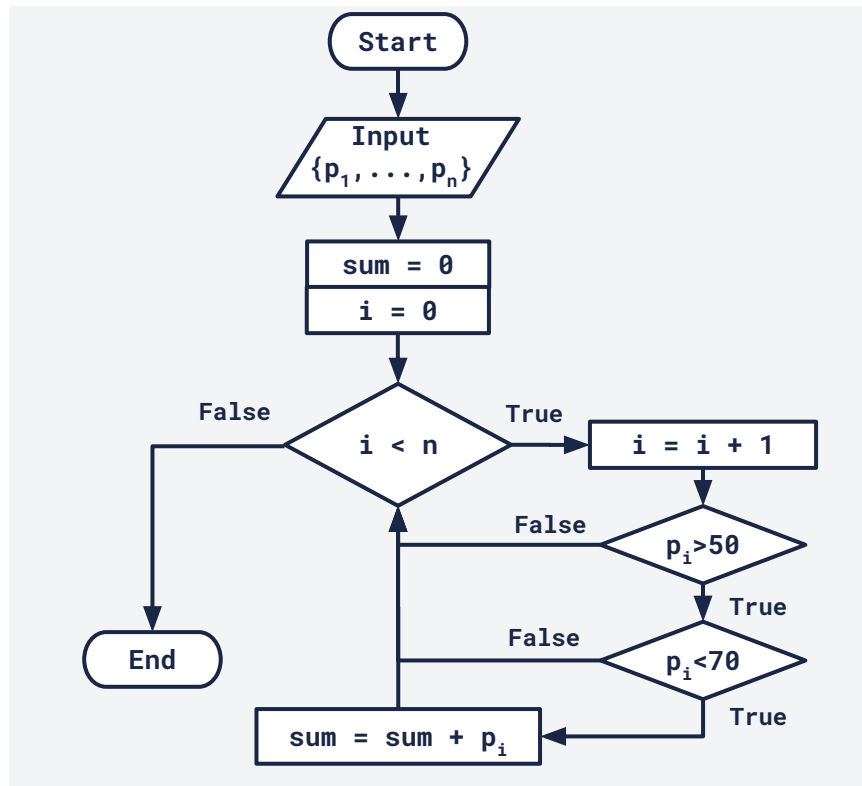 Start
Input
{p₁,...,pₙ}
sum = 0
i = 0
False
True
i < n
i = i + 1
False
pᵢ>50
True
End
False
pᵢ<70
True
sum = sum + pᵢ